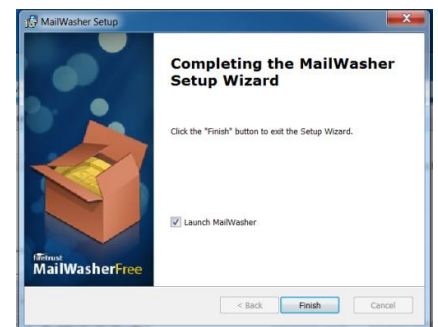 MailWasher Setup
Completing the MailWasher
Setup Wizard
Click the "Finish" button to exit the Setup Wizard.
Launch MailWasher
firetrust
MailWasherFree
< Back
Finish
Cancel